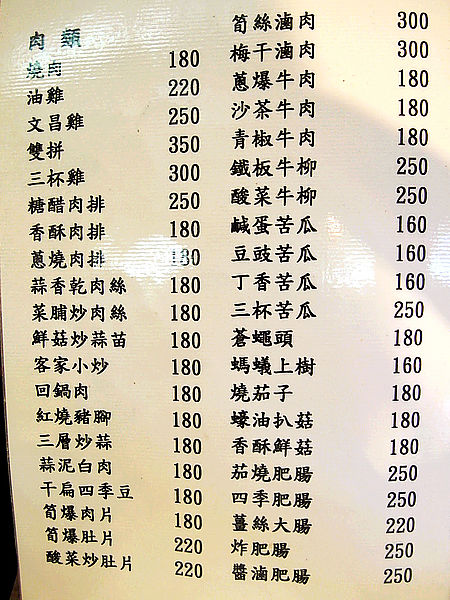 肉類
燒肉 180
油雞 220
文昌雞 250
雙拼 350
三杯雞 300
糖醋肉排 250
香酥肉排 180
蔥燒肉排 180
蒜香乾肉絲 180
菜脯炒肉絲 180
鮮菇炒蒜苗 180
客家小炒 180
回鍋肉 180
紅燒豬腳 180
三層炒蒜 180
蒜泥白肉 180
干扁四季豆 180
筍爆肉片 180
筍爆肚片 220
酸菜炒肚片 220
筍絲滷肉 300
梅干滷肉 300
蔥爆牛肉 180
沙茶牛肉 180
青椒牛肉 180
鐵板牛柳 250
酸菜牛柳 250
鹹蛋苦瓜 160
豆豉苦瓜 160
丁香苦瓜 160
三杯苦瓜 250
蒼蠅頭 180
螞蟻上樹 160
燒茄子 180
蠔油扒菇 180
香酥鮮菇 180
茄燒肥腸 250
四季肥腸 250
薑絲大腸 220
炸肥腸 250
醬滷肥腸 250